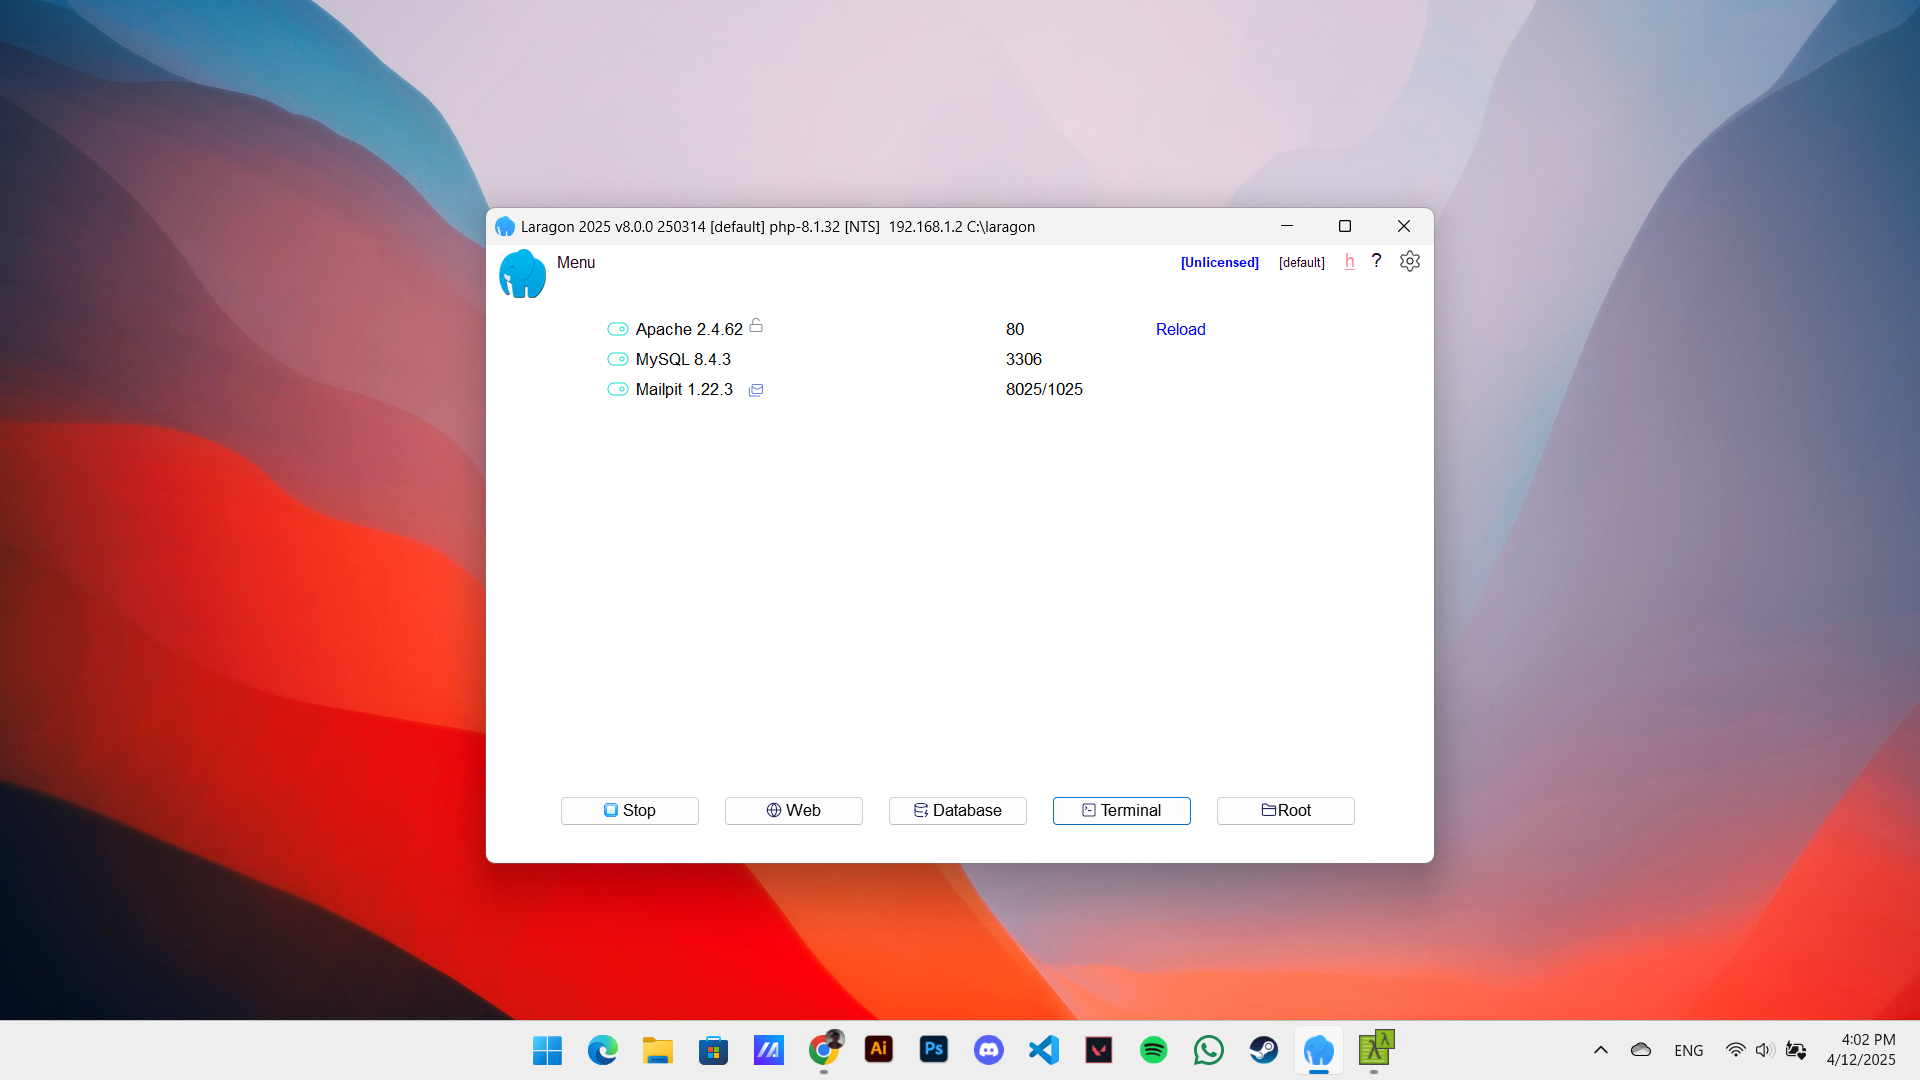 Laragon 2025 v8.0.0 250314 [default] php-8.1.32 [NTS]  192.168.1.2 C:\laragon
Menu
[Unlicensed]
[default]
h
?
Apache 2.4.62
80
Reload
MySQL 8.4.3
3306
Mailpit 1.22.3
8025/1025
Stop
Web
Database
Terminal
Root
Ai
Ps
ENG
4:02 PM
4/12/2025